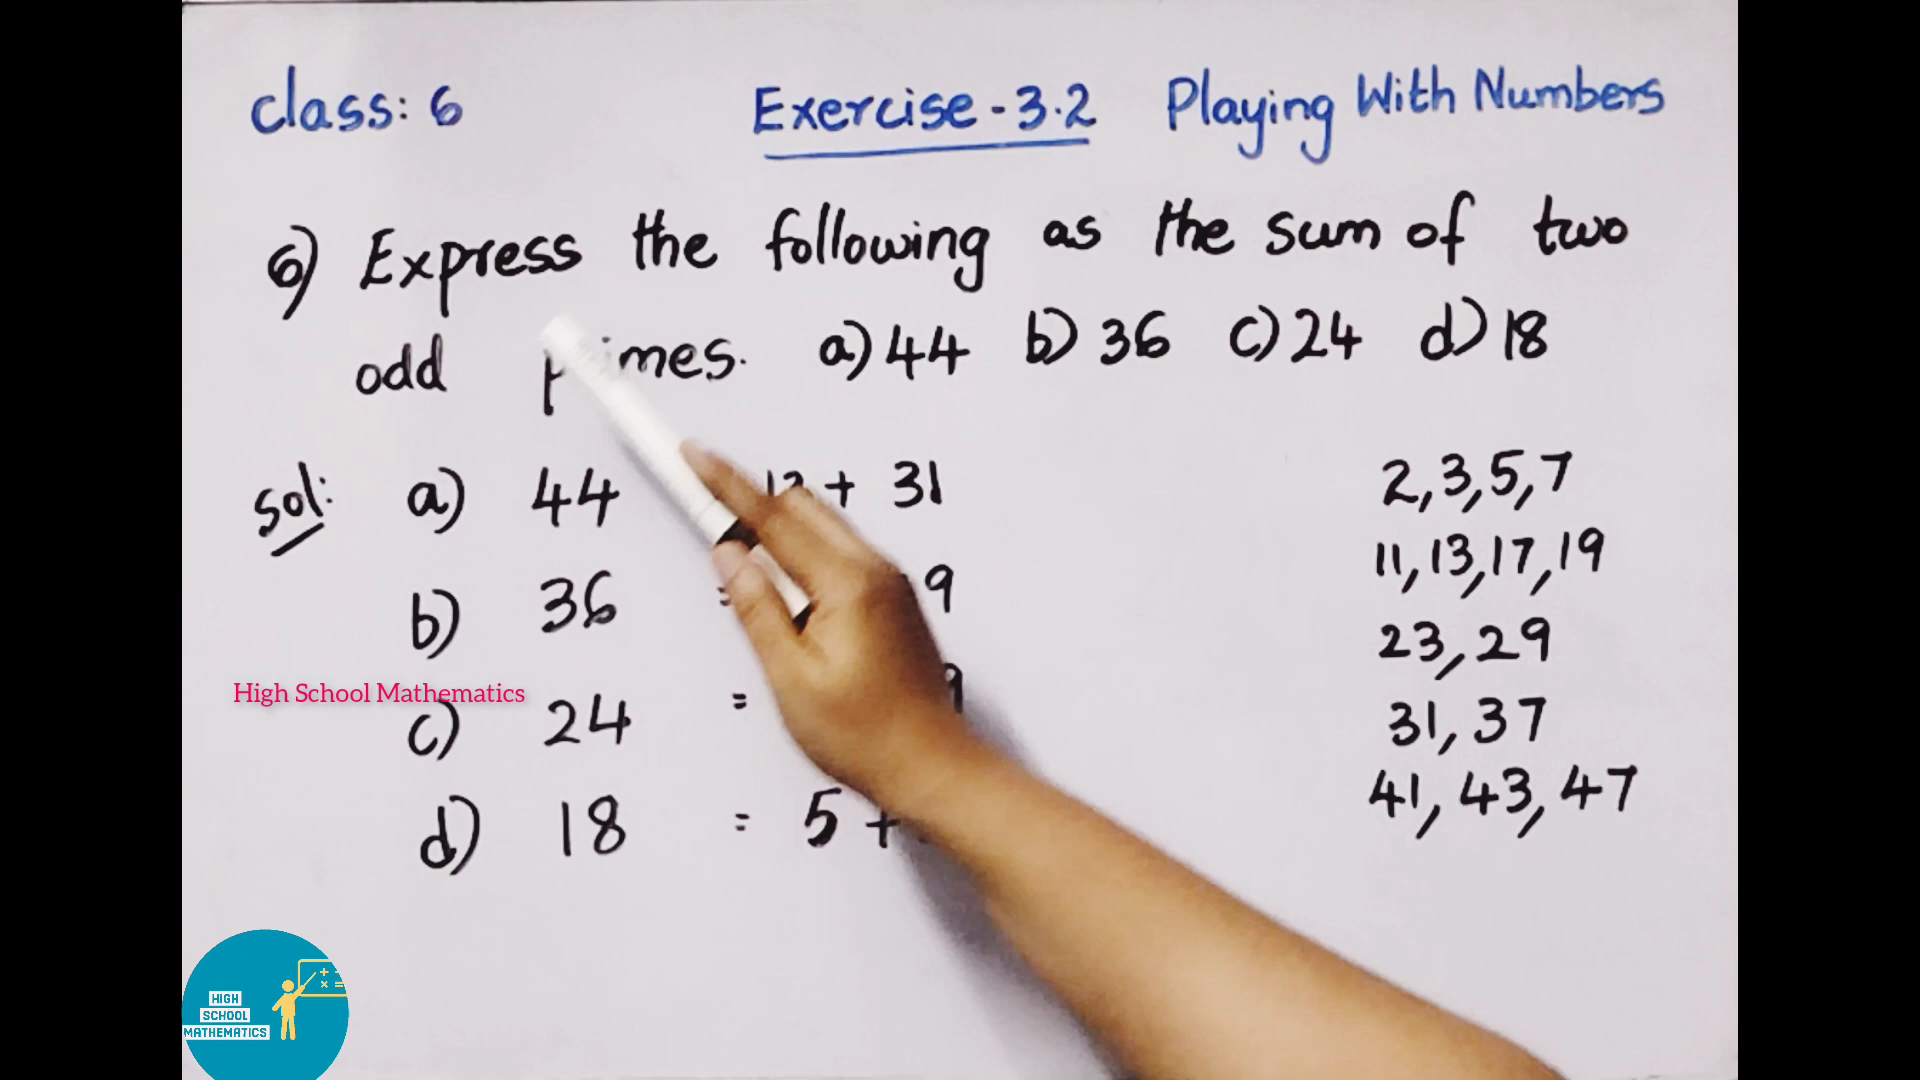 class: 6 Exercise - 3.2 Playing With Numbers
6) Express the following as the sum of two
odd a) 44 b) 36 c) 24 d) 18
sol: a) 44 + 31
b) 36 = 9
High School Mathematics
c) 24 = 9
d) 18 = 5 +
2, 3, 5, 7
11, 13, 17, 19
23, 29
31, 37
41, 43, 47
HIGH
SCHOOL
MATHEMATICS